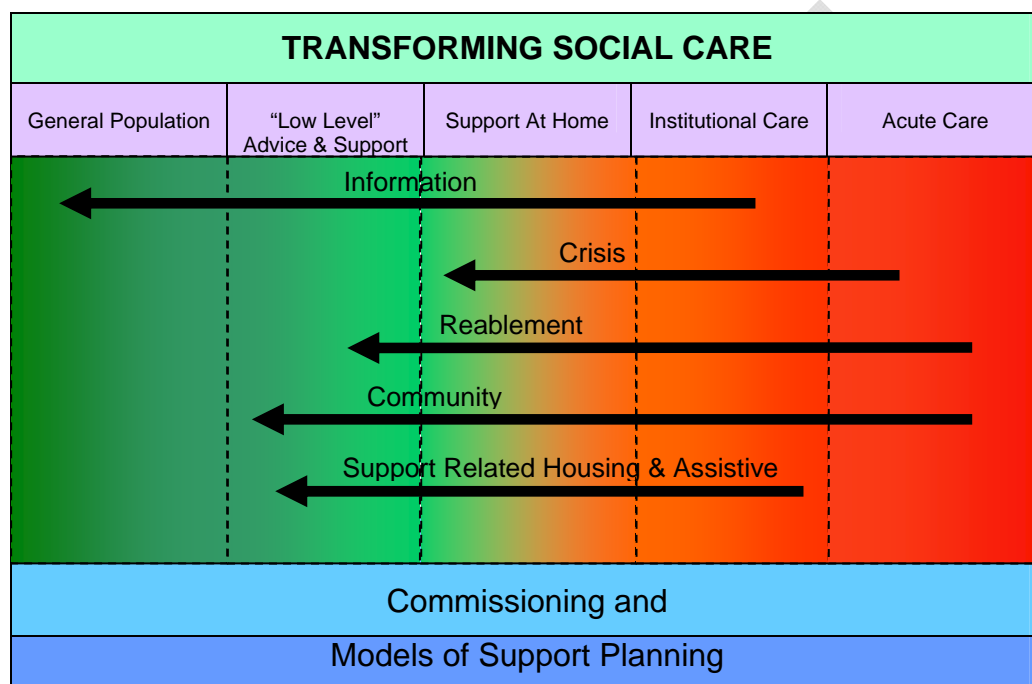 TRANSFORMING SOCIAL CARE
General Population
“Low Level”
Advice & Support
Support At Home
Institutional Care
Acute Care
Information
Crisis
Reablement
Community
Support Related Housing & Assistive
Commissioning and
Models of Support Planning